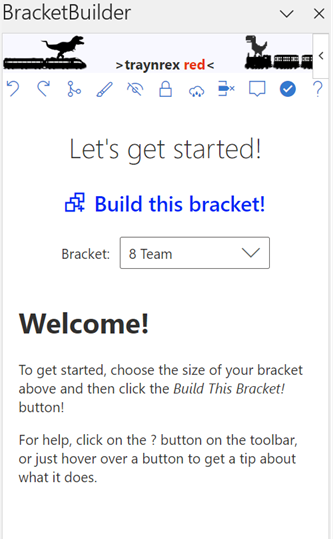 BracketBuilder
>traynrex red<
?
Let's get started!
Build this bracket!
Bracket: 8 Team
Welcome!
To get started, choose the size of your bracket
above and then click the Build This Bracket!
button!
For help, click on the ? button on the toolbar,
or just hover over a button to get a tip about
what it does.